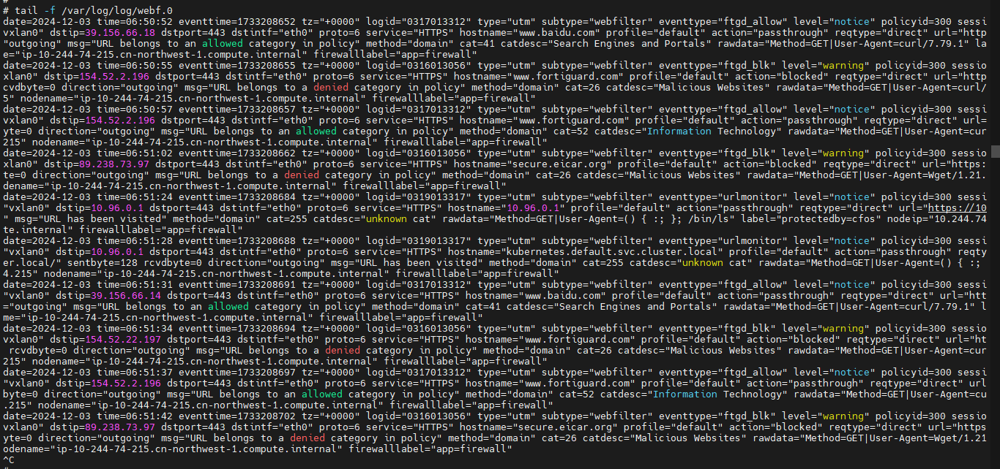 #
# tail -f /var/log/log/webf.0
date=2024-12-03 time=06:50:52 eventtime=1733208652 tz="+0000" logid="0317013312" type="utm" subtype="webfilter" eventtype="ftgd_allow" level="notice" policyid=300 sessi
vxlan0" dstip=39.156.66.18 dstport=443 dstintf="eth0" proto=6 service="HTTPS" hostname="www.baidu.com" profile="default" action="passthrough" reqtype="direct" url="http
"outgoing" msg="URL belongs to an allowed category in policy" method="domain" cat=41 catdesc="Search Engines and Portals" rawdata="Method=GET|User-Agent=curl/7.79.1" la
e="ip-10-244-74-215.cn-northwest-1.compute.internal" firewalllabel="app=firewall"
date=2024-12-03 time=06:50:55 eventtime=1733208655 tz="+0000" logid="0316013056" type="utm" subtype="webfilter" eventtype="ftgd_blk" level="warning" policyid=300 sessio
xlan0" dstip=154.52.2.196 dstport=443 dstintf="eth0" proto=6 service="HTTPS" hostname="www.fortiguard.com" profile="default" action="blocked" reqtype="direct" url="http
cvdbyte=0 direction="outgoing" msg="URL belongs to a denied category in policy" method="domain" cat=26 catdesc="Malicious Websites" rawdata="Method=GET|User-Agent=curl/
5" nodename="ip-10-244-74-215.cn-northwest-1.compute.internal" firewalllabel="app=firewall"
date=2024-12-03 time=06:50:57 eventtime=1733208657 tz="+0000" logid="0317013312" type="utm" subtype="webfilter" eventtype="ftgd_allow" level="notice" policyid=300 sessi
vxlan0" dstip=154.52.2.196 dstport=443 dstintf="eth0" proto=6 service="HTTPS" hostname="www.fortiguard.com" profile="default" action="passthrough" reqtype="direct" url=
yte=0 direction="outgoing" msg="URL belongs to an allowed category in policy" method="domain" cat=52 catdesc="Information Technology" rawdata="Method=GET|User-Agent=cur
215" nodename="ip-10-244-74-215.cn-northwest-1.compute.internal" firewalllabel="app=firewall"
date=2024-12-03 time=06:51:02 eventtime=1733208662 tz="+0000" logid="0316013056" type="utm" subtype="webfilter" eventtype="ftgd_blk" level="warning" policyid=300 sessio
xlan0" dstip=89.238.73.97 dstport=443 dstintf="eth0" proto=6 service="HTTPS" hostname="secure.eicar.org" profile="default" action="blocked" reqtype="direct" url="https:
te=0 direction="outgoing" msg="URL belongs to a denied category in policy" method="domain" cat=26 catdesc="Malicious Websites" rawdata="Method=GET|User-Agent=Wget/1.21.
dename="ip-10-244-74-215.cn-northwest-1.compute.internal" firewalllabel="app=firewall"
date=2024-12-03 time=06:51:24 eventtime=1733208684 tz="+0000" logid="0319013317" type="utm" subtype="webfilter" eventtype="urlmonitor" level="notice" policyid=300 sessi
"vxlan0" dstip=10.96.0.1 dstport=443 dstintf="eth0" proto=6 service="HTTPS" hostname="10.96.0.1" profile="default" action="passthrough" reqtype="direct" url="https://10
" msg="URL has been visited" method="domain" cat=255 catdesc="unknown cat" rawdata="Method=GET|User-Agent=() { :; }; /bin/ls" label="protectedby=cfos" nodeip="10.244.74
te.internal" firewalllabel="app=firewall"
date=2024-12-03 time=06:51:28 eventtime=1733208688 tz="+0000" logid="0319013317" type="utm" subtype="webfilter" eventtype="urlmonitor" level="notice" policyid=300 sessi
"vxlan0" dstip=10.96.0.1 dstport=443 dstintf="eth0" proto=6 service="HTTPS" hostname="kubernetes.default.svc.cluster.local" profile="default" action="passthrough" reqty
er.local/" sentbyte=128 rcvdbyte=0 direction="outgoing" msg="URL has been visited" method="domain" cat=255 catdesc="unknown cat" rawdata="Method=GET|User-Agent=() { :;
4.215" nodename="ip-10-244-74-215.cn-northwest-1.compute.internal" firewalllabel="app=firewall"
date=2024-12-03 time=06:51:31 eventtime=1733208691 tz="+0000" logid="0317013312" type="utm" subtype="webfilter" eventtype="ftgd_allow" level="notice" policyid=300 sessi
"vxlan0" dstip=39.156.66.14 dstport=443 dstintf="eth0" proto=6 service="HTTPS" hostname="www.baidu.com" profile="default" action="passthrough" reqtype="direct" url="htt
="outgoing" msg="URL belongs to an allowed category in policy" method="domain" cat=41 catdesc="Search Engines and Portals" rawdata="Method=GET|User-Agent=curl/7.79.1" l
me="ip-10-244-74-215.cn-northwest-1.compute.internal" firewalllabel="app=firewall"
date=2024-12-03 time=06:51:34 eventtime=1733208694 tz="+0000" logid="0316013056" type="utm" subtype="webfilter" eventtype="ftgd_blk" level="warning" policyid=300 sessio
vxlan0" dstip=154.52.22.197 dstport=443 dstintf="eth0" proto=6 service="HTTPS" hostname="www.fortiguard.com" profile="default" action="blocked" reqtype="direct" url="ht
 rcvdbyte=0 direction="outgoing" msg="URL belongs to a denied category in policy" method="domain" cat=26 catdesc="Malicious Websites" rawdata="Method=GET|User-Agent=cur
215" nodename="ip-10-244-74-215.cn-northwest-1.compute.internal" firewalllabel="app=firewall"
date=2024-12-03 time=06:51:37 eventtime=1733208697 tz="+0000" logid="0317013312" type="utm" subtype="webfilter" eventtype="ftgd_allow" level="notice" policyid=300 sessi
"vxlan0" dstip=154.52.2.196 dstport=443 dstintf="eth0" proto=6 service="HTTPS" hostname="www.fortiguard.com" profile="default" action="passthrough" reqtype="direct" url
byte=0 direction="outgoing" msg="URL belongs to an allowed category in policy" method="domain" cat=52 catdesc="Information Technology" rawdata="Method=GET|User-Agent=cu
.215" nodename="ip-10-244-74-215.cn-northwest-1.compute.internal" firewalllabel="app=firewall"
date=2024-12-03 time=06:51:42 eventtime=1733208702 tz="+0000" logid="0316013056" type="utm" subtype="webfilter" eventtype="ftgd_blk" level="warning" policyid=300 sessio
vxlan0" dstip=89.238.73.97 dstport=443 dstintf="eth0" proto=6 service="HTTPS" hostname="secure.eicar.org" profile="default" action="blocked" reqtype="direct" url="https
yte=0 direction="outgoing" msg="URL belongs to a denied category in policy" method="domain" cat=26 catdesc="Malicious Websites" rawdata="Method=GET|User-Agent=Wget/1.21
odename="ip-10-244-74-215.cn-northwest-1.compute.internal" firewalllabel="app=firewall"
^C
#